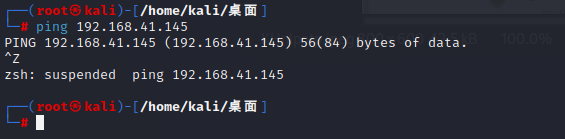 ┌──(root㉿kali)-[/home/kali/桌面]
└─# ping 192.168.41.145
PING 192.168.41.145 (192.168.41.145) 56(84) bytes of data.
^Z
zsh: suspended  ping 192.168.41.145
┌──(root㉿kali)-[/home/kali/桌面]
└─#